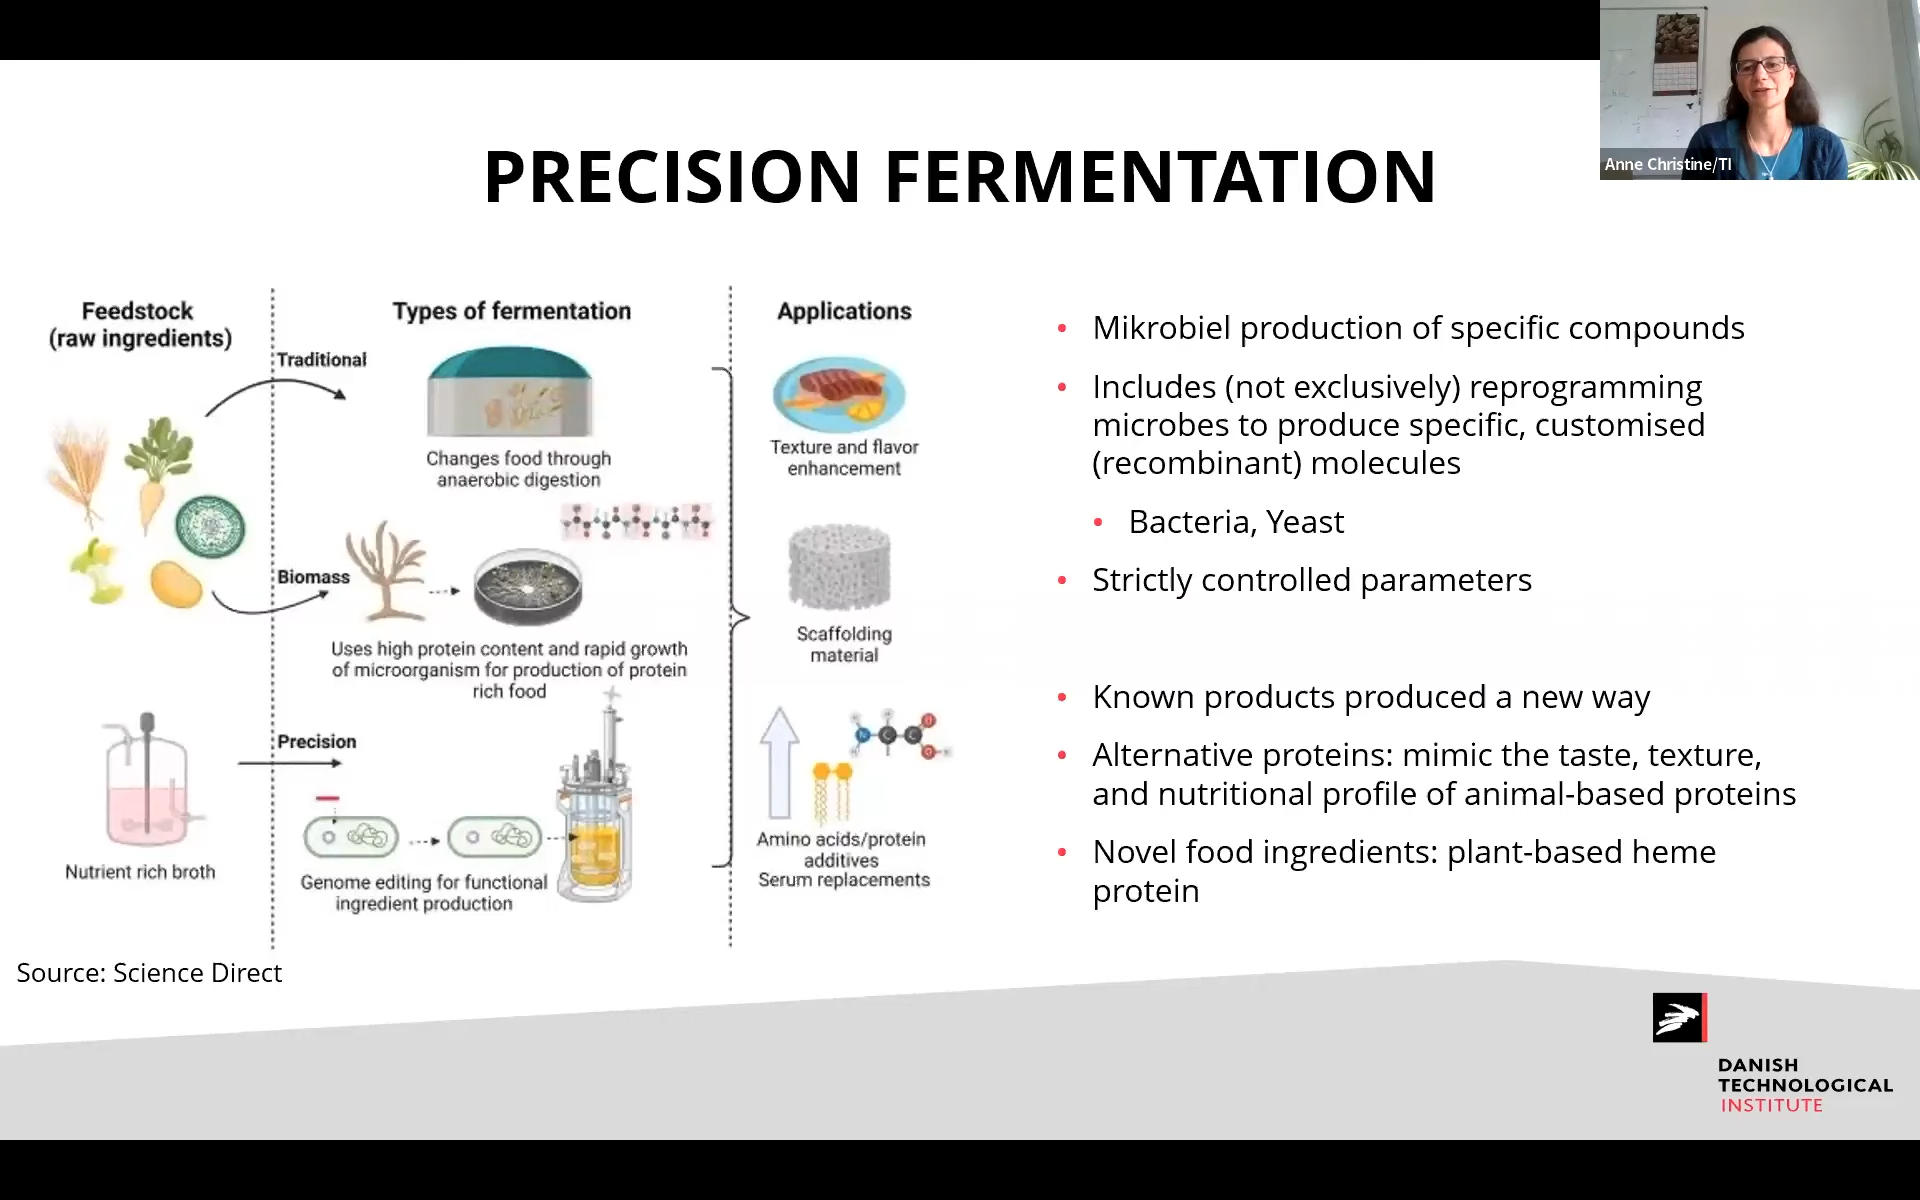 Anne Christine/TI
PRECISION FERMENTATION
Feedstock
(raw ingredients)
Types of fermentation
Applications
Traditional
Changes food through
anaerobic digestion
Biomass
Uses high protein content and rapid growth
of microorganism for production of protein
rich food
Precision
Nutrient rich broth
Genome editing for functional
ingredient production
Texture and flavor
enhancement
Scaffolding
material
N
C
C
O
O
H
H
H
H
Amino acids/protein
additives
Serum replacements
• Mikrobiel production of specific compounds
• Includes (not exclusively) reprogramming
microbes to produce specific, customised
(recombinant) molecules
• Bacteria, Yeast
• Strictly controlled parameters
• Known products produced a new way
• Alternative proteins: mimic the taste, texture,
and nutritional profile of animal-based proteins
• Novel food ingredients: plant-based heme
protein
Source: Science Direct
DANISH
TECHNOLOGICAL
INSTITUTE